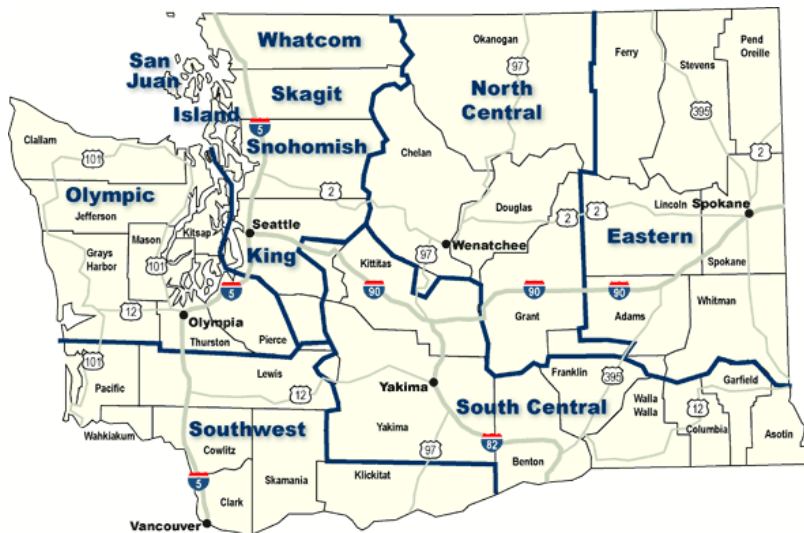 Whatcom
Okanogan
Ferry
Pend
Oreille
San
Juan
97
Stevens
Skagit
North
Central
Island
5
395
Snohomish
Clallam
101
Chelan
2
Olympic
Jefferson
2
Douglas
Lincoln
Spokane
Seattle
2
2
Grays
Harbor
Mason
Kitsap
King
Wenatchee
Eastern
101
Kittitas
97
Spokane
5
90
90
90
Whitman
12
Olympia
Grant
Adams
Thurston
Pierce
101
Lewis
Franklin
395
Garfield
Pacific
12
Yakima
South Central
Walla
Walla
12
Columbia
Wahkiakum
Southwest
Cowlitz
Yakima
97
82
Benton
Asotin
5
Skamania
Klickitat
Clark
Vancouver